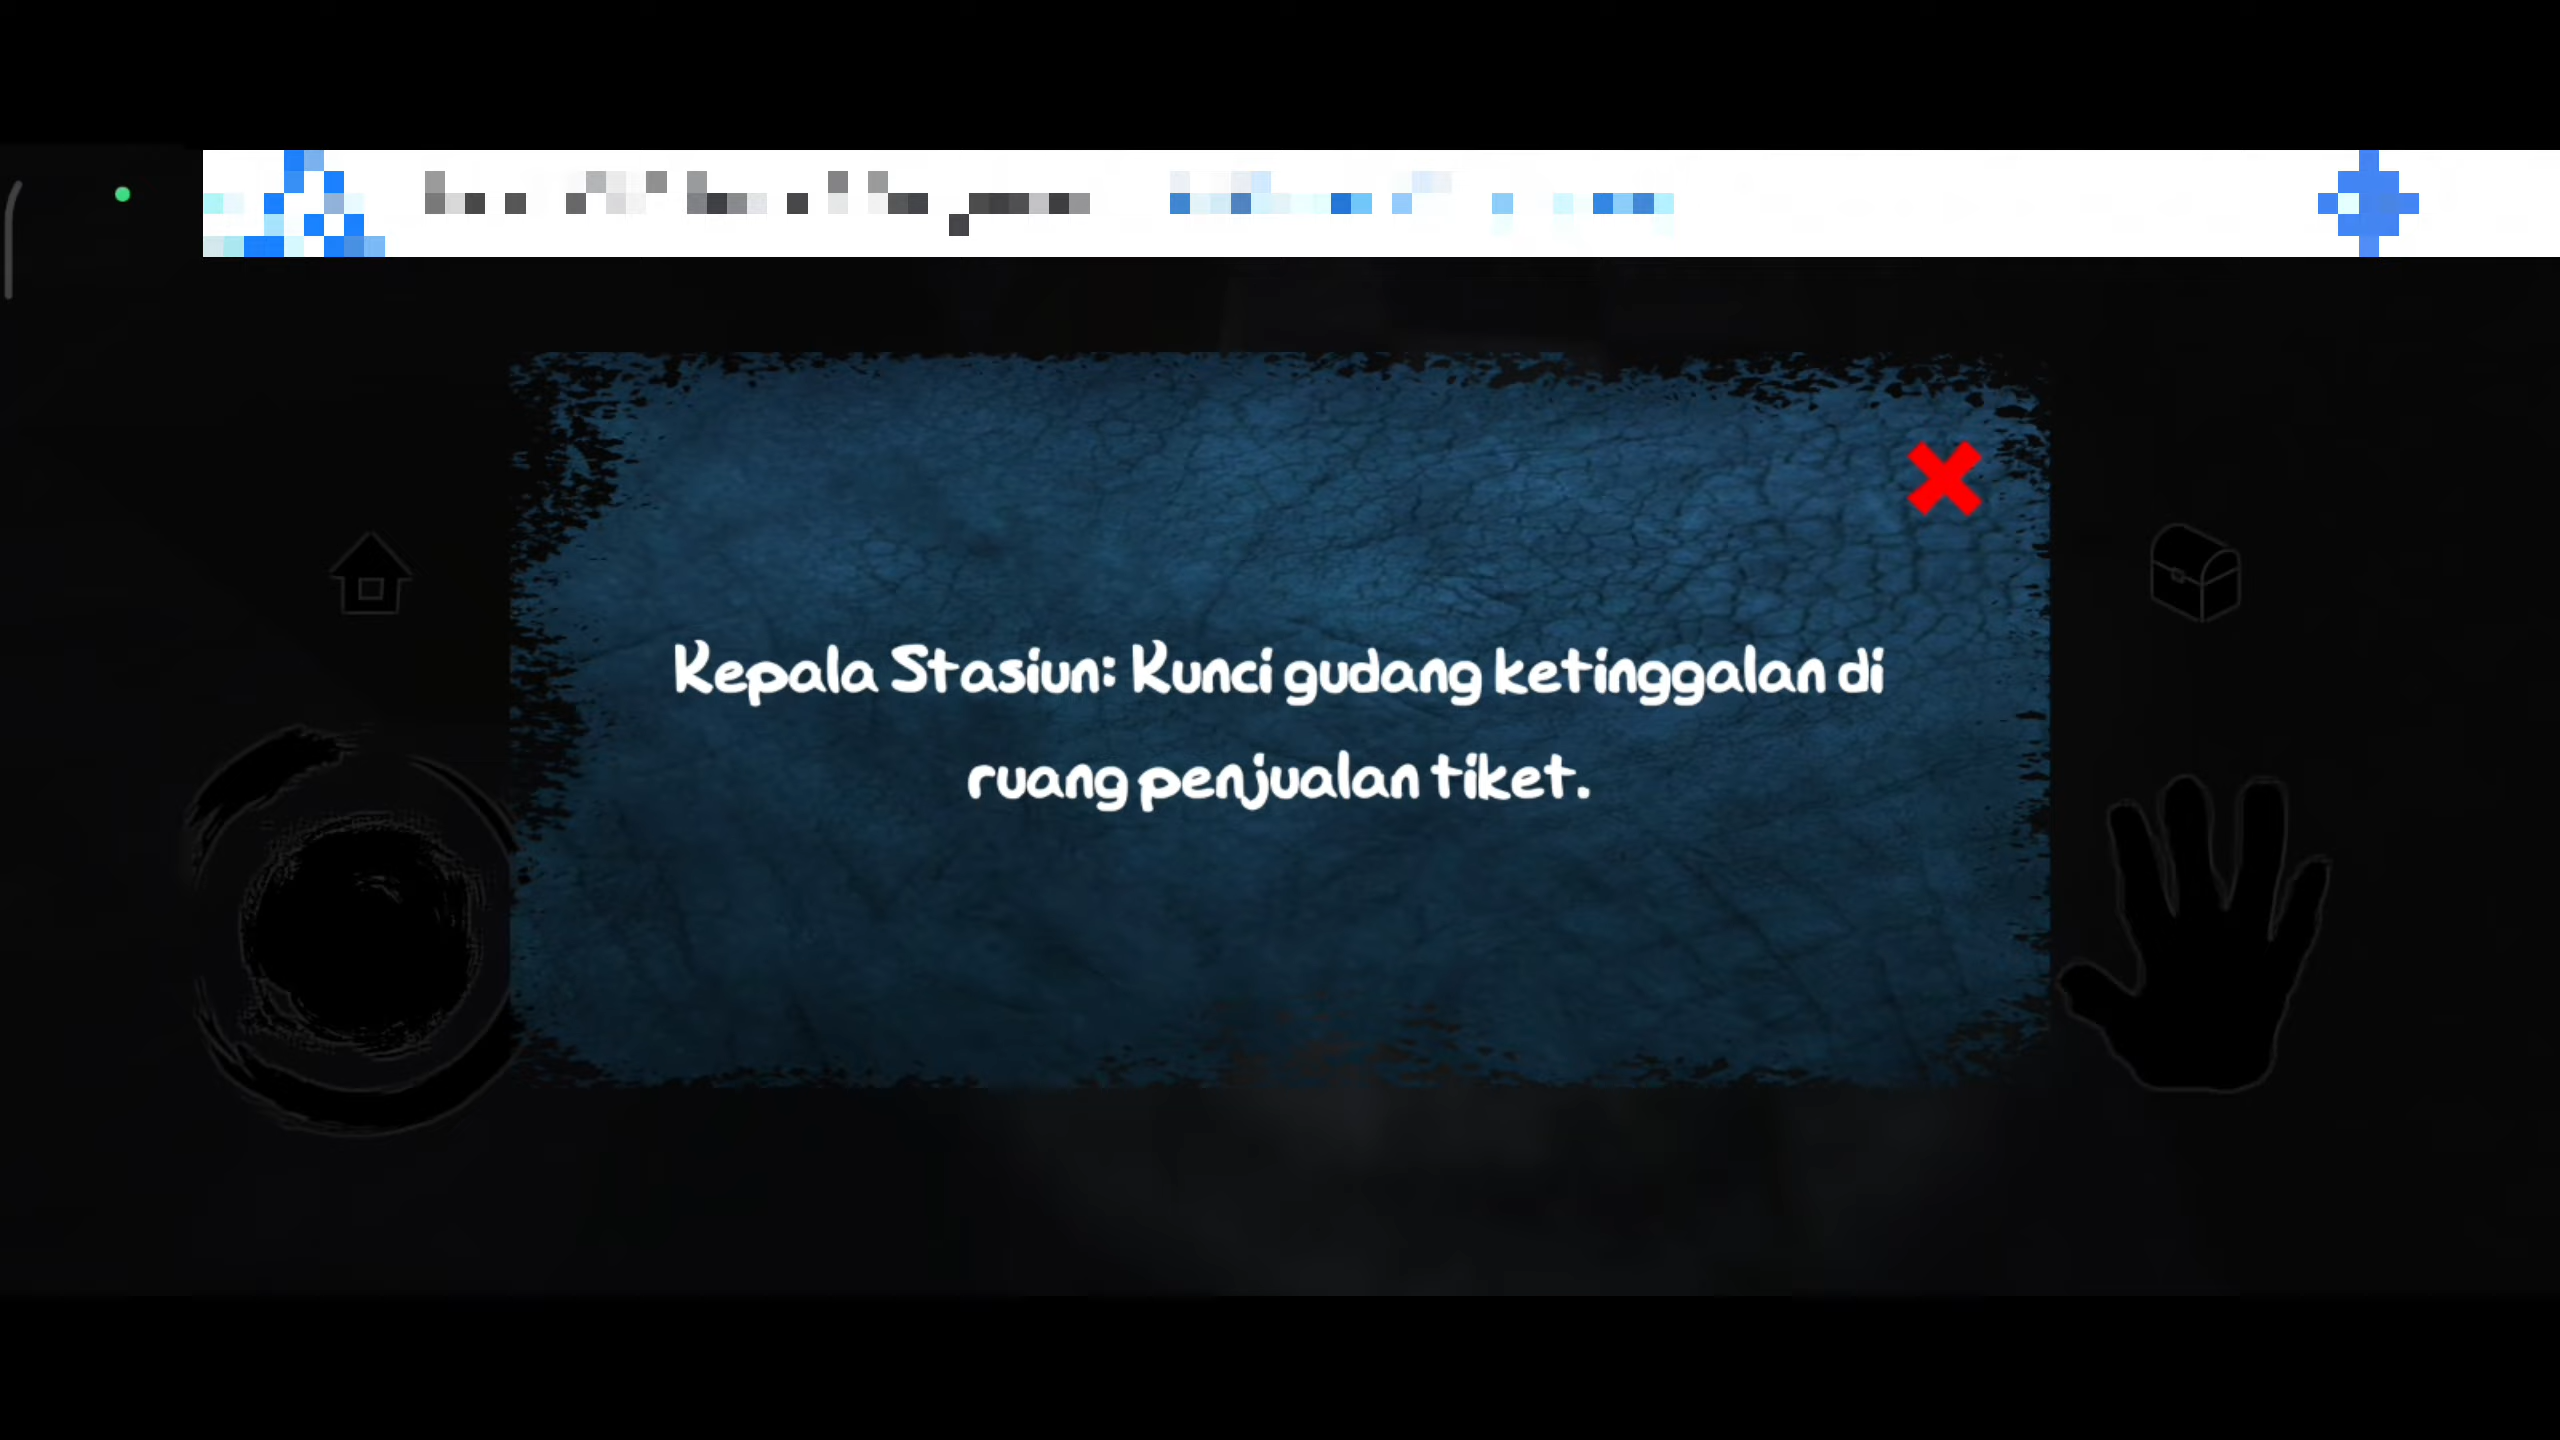 Kepala Stasiun: Kunci gudang ketinggalan di
ruang penjualan tiket.